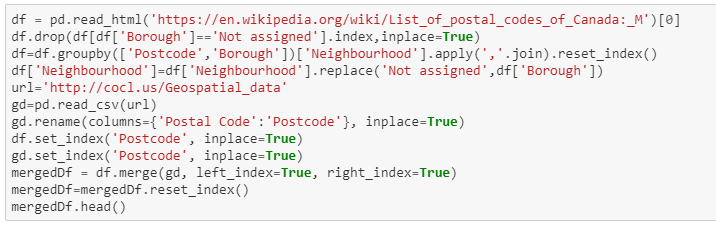 df = pd.read_html('https://en.wikipedia.org/wiki/List_of_postal_codes_of_Canada:_M')[0]
df.drop(df[df['Borough']=='Not assigned'].index,inplace=True)
df=df.groupby(['Postcode','Borough'])['Neighbourhood'].apply(','.join).reset_index()
df['Neighbourhood']=df['Neighbourhood'].replace('Not assigned',df['Borough'])
url='http://cocl.us/Geospatial_data'
gd=pd.read_csv(url)
gd.rename(columns={'Postal Code':'Postcode'}, inplace=True)
df.set_index('Postcode', inplace=True)
gd.set_index('Postcode', inplace=True)
mergedDf = df.merge(gd, left_index=True, right_index=True)
mergedDf=mergedDf.reset_index()
mergedDf.head()